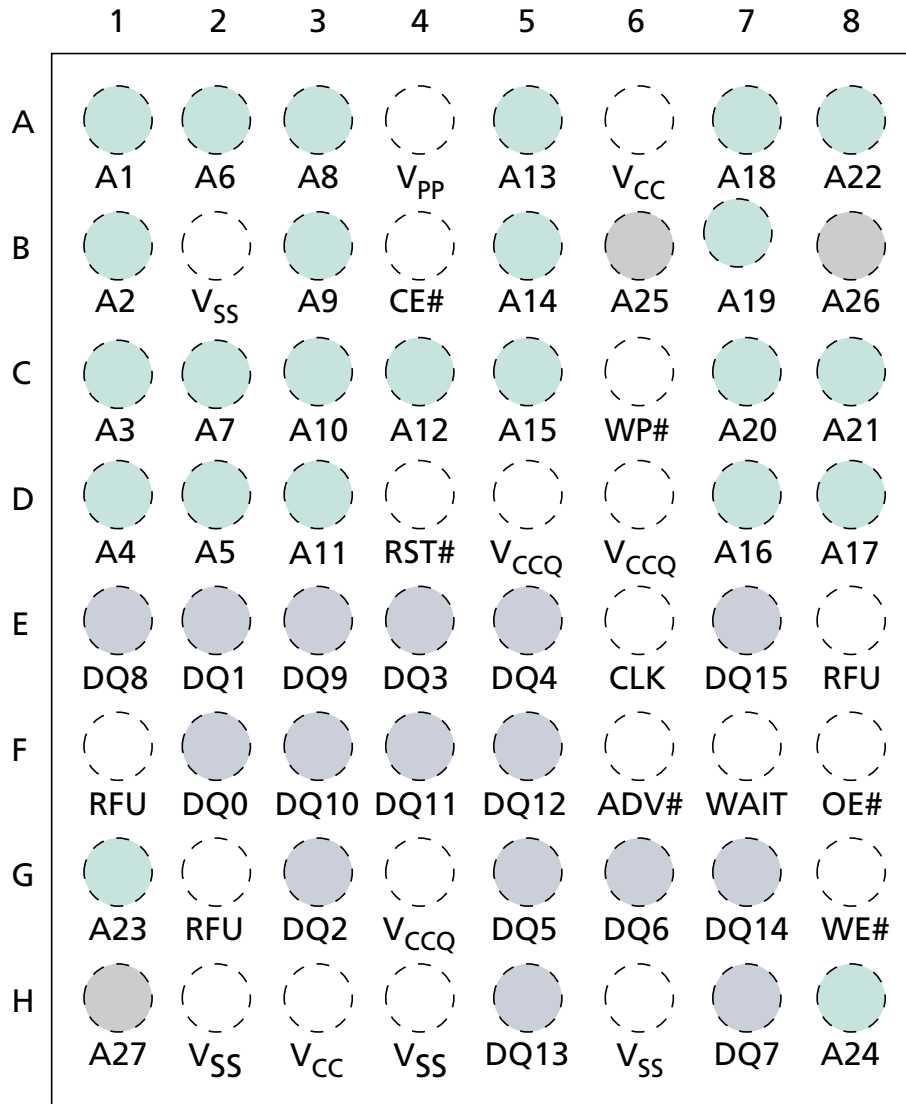 1 2 3 4 5 6 7 8
A
A1 A6 A8 VPP A13 VCC A18 A22
B
A2 VSS A9 CE# A14 A25 A19 A26
C
A3 A7 A10 A12 A15 WP# A20 A21
D
A4 A5 A11 RST# VCCQ VCCQ A16 A17
E
DQ8 DQ1 DQ9 DQ3 DQ4 CLK DQ15 RFU
F
RFU DQ0 DQ10 DQ11 DQ12 ADV# WAIT OE#
G
A23 RFU DQ2 VCCQ DQ5 DQ6 DQ14 WE#
H
A27 VSS VCC VSS DQ13 VSS DQ7 A24